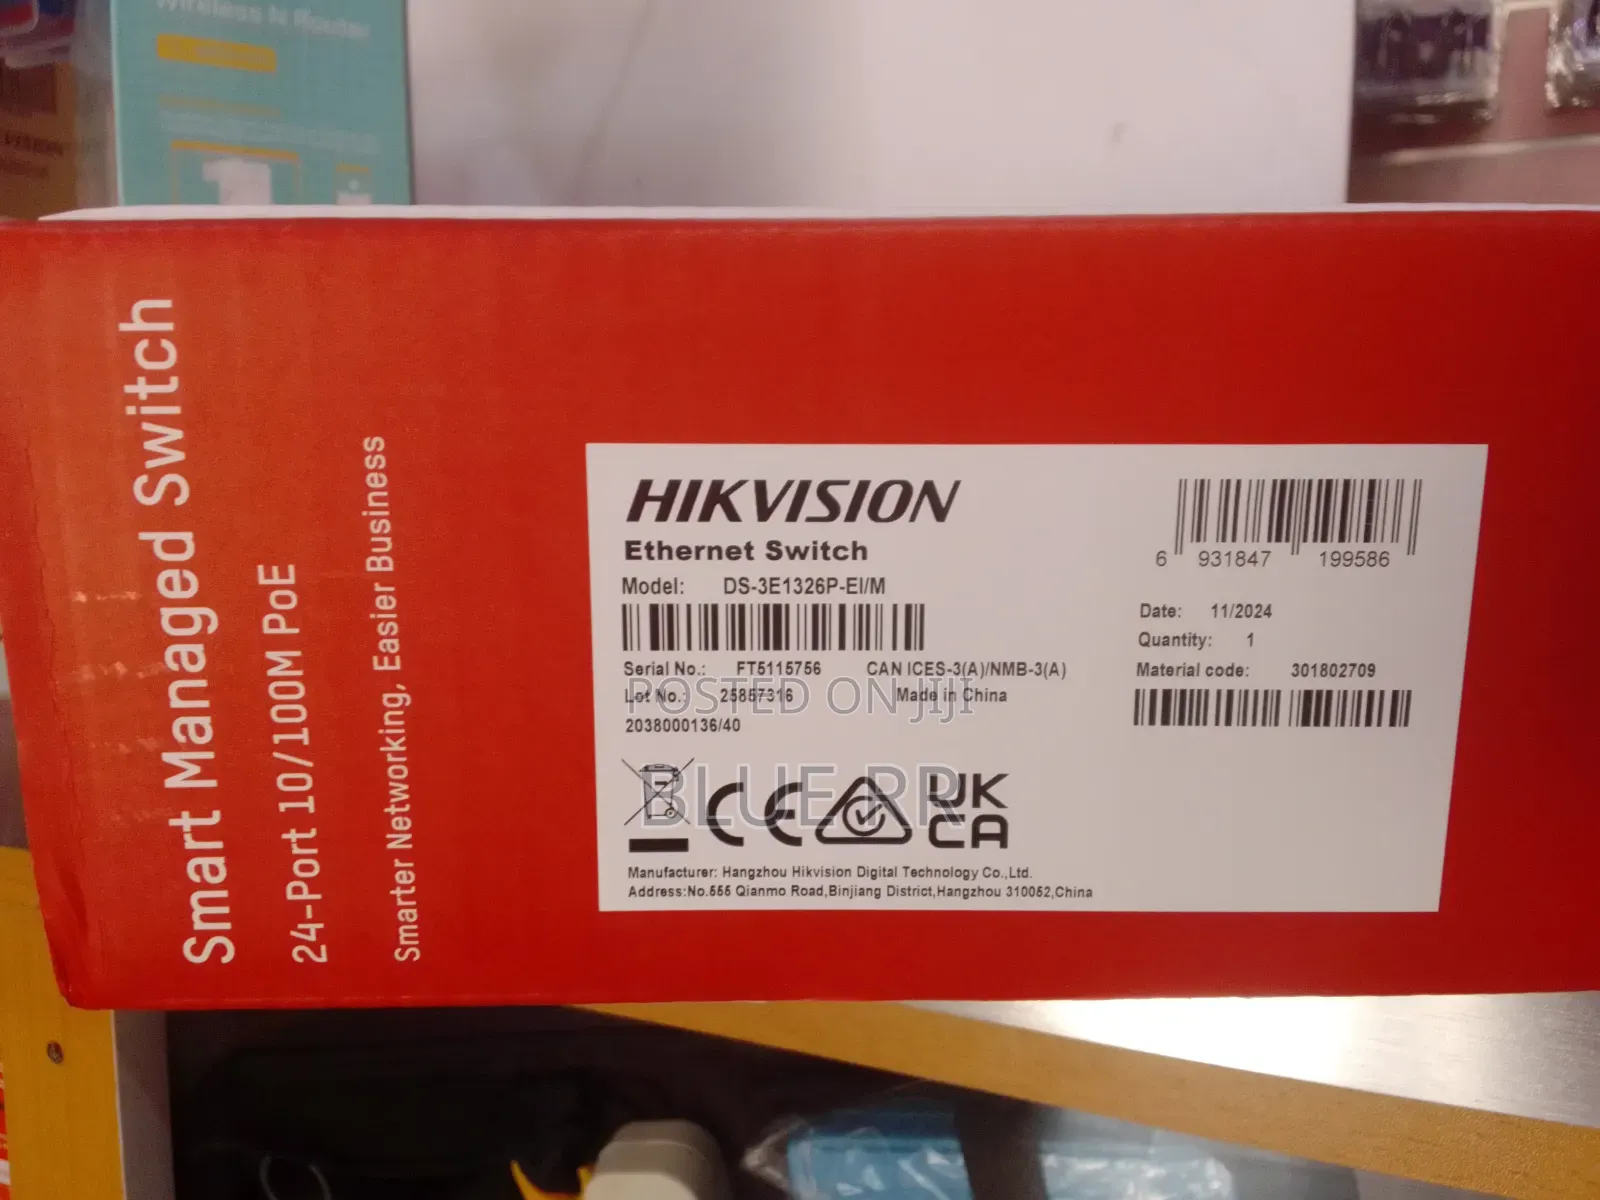 Wireless N Router
Smart Managed Switch
24-Port 10/100M PoE
Smarter Networking, Easier Business
HIKVISION
Ethernet Switch
Model: DS-3E1326P-EI/M
Serial No.: FT5115756 CAN ICES-3(A)/NMB-3(A)
Lot No.: 25857316 Made in China
2038000136/40
6 931847 199586
Date: 11/2024
Quantity: 1
Material code: 301802709
CE
UK
CA
Manufacturer: Hangzhou Hikvision Digital Technology Co.,Ltd.
Address:No.555 Qianmo Road,Binjiang District,Hangzhou 310052,China
POSTED ON JIJI
BLUE RR